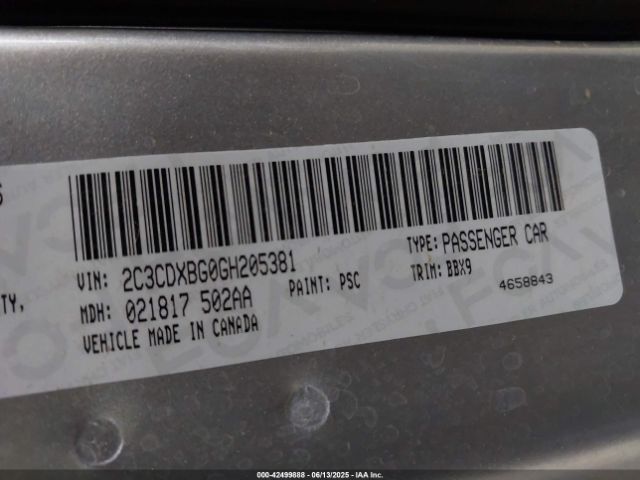 S
TY,
VIN: 2C3CDXBG0GH205381
TYPE: PASSENGER CAR
MDH: 021817 502AA
PAINT: PSC
TRIM: BBX9
VEHICLE MADE IN CANADA
4658843
000-42499888 - 06/13/2025 - IAA Inc.